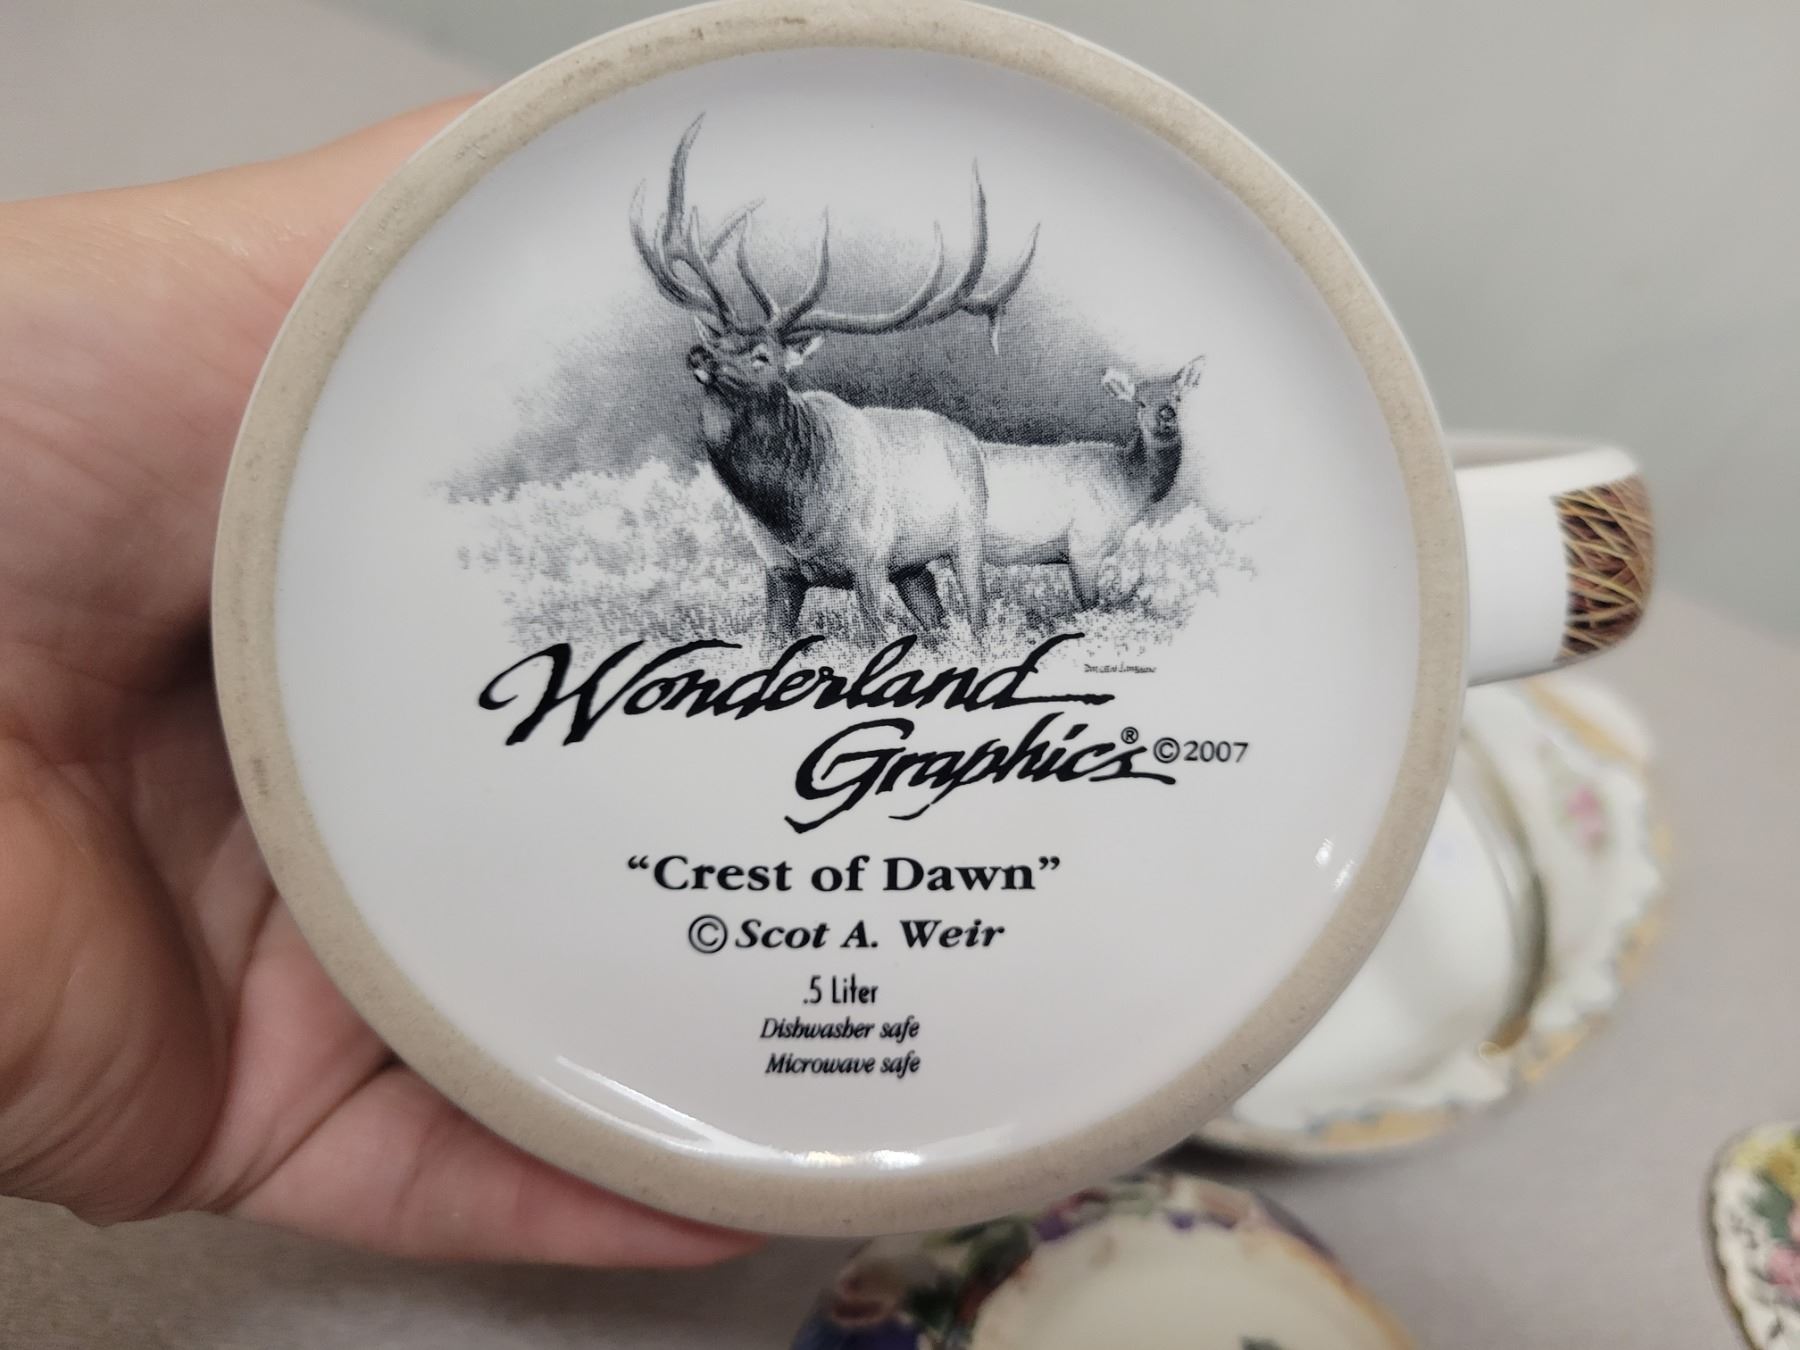 Wonderland
Graphics® ©2007
“Crest of Dawn”
© Scot A. Weir
.5 Liter
Dishwasher safe
Microwave safe